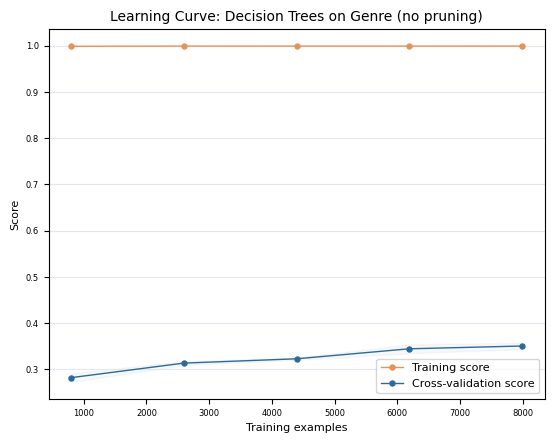 Learning Curve: Decision Trees on Genre (no pruning)
1.0
0.9
0.8
0.7
0.6
0.5
0.4
0.3
Score
1000 2000 3000 4000 5000 6000 7000 8000
Training examples
Training score
Cross-validation score